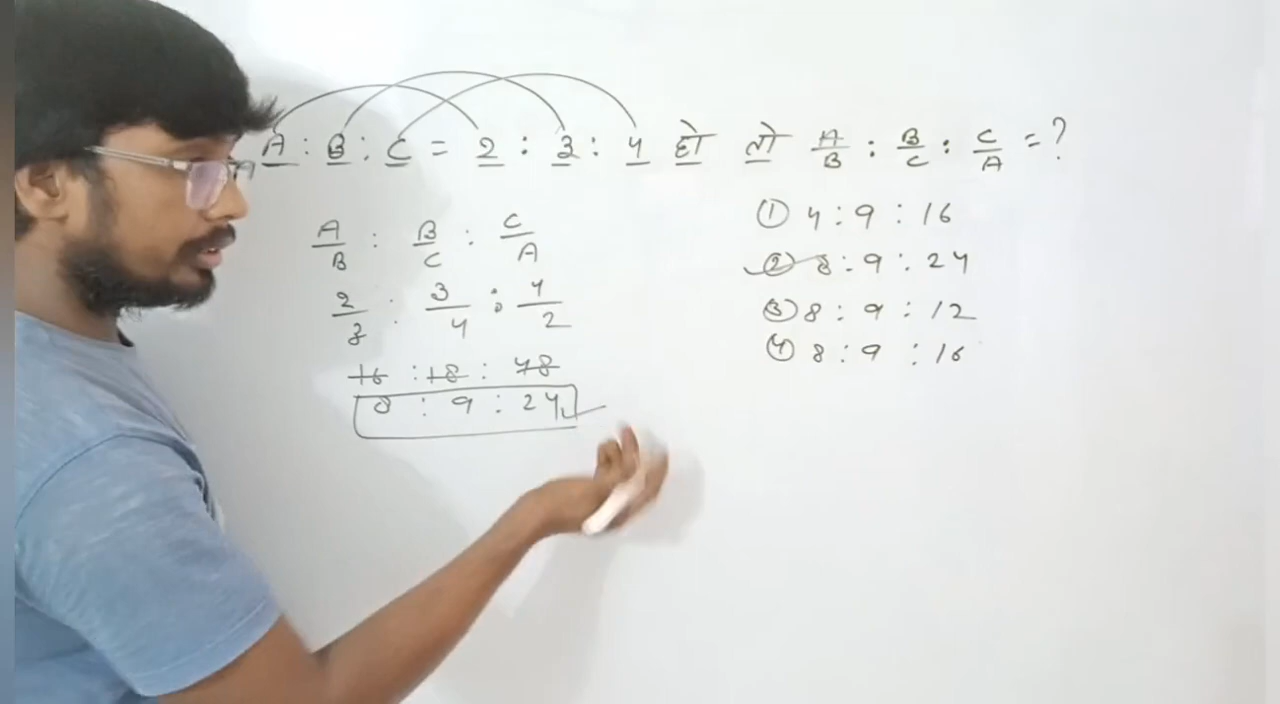 A : B : C = 2 : 3 : 4 हो तो A/B : B/C : C/A = ?
A/B : B/C : C/A
2/3 : 3/4 : 4/2
16 : 18 : 48
8 : 9 : 24
① 4 : 9 : 16
② 8 : 9 : 24
③ 8 : 9 : 12
④ 8 : 9 : 16